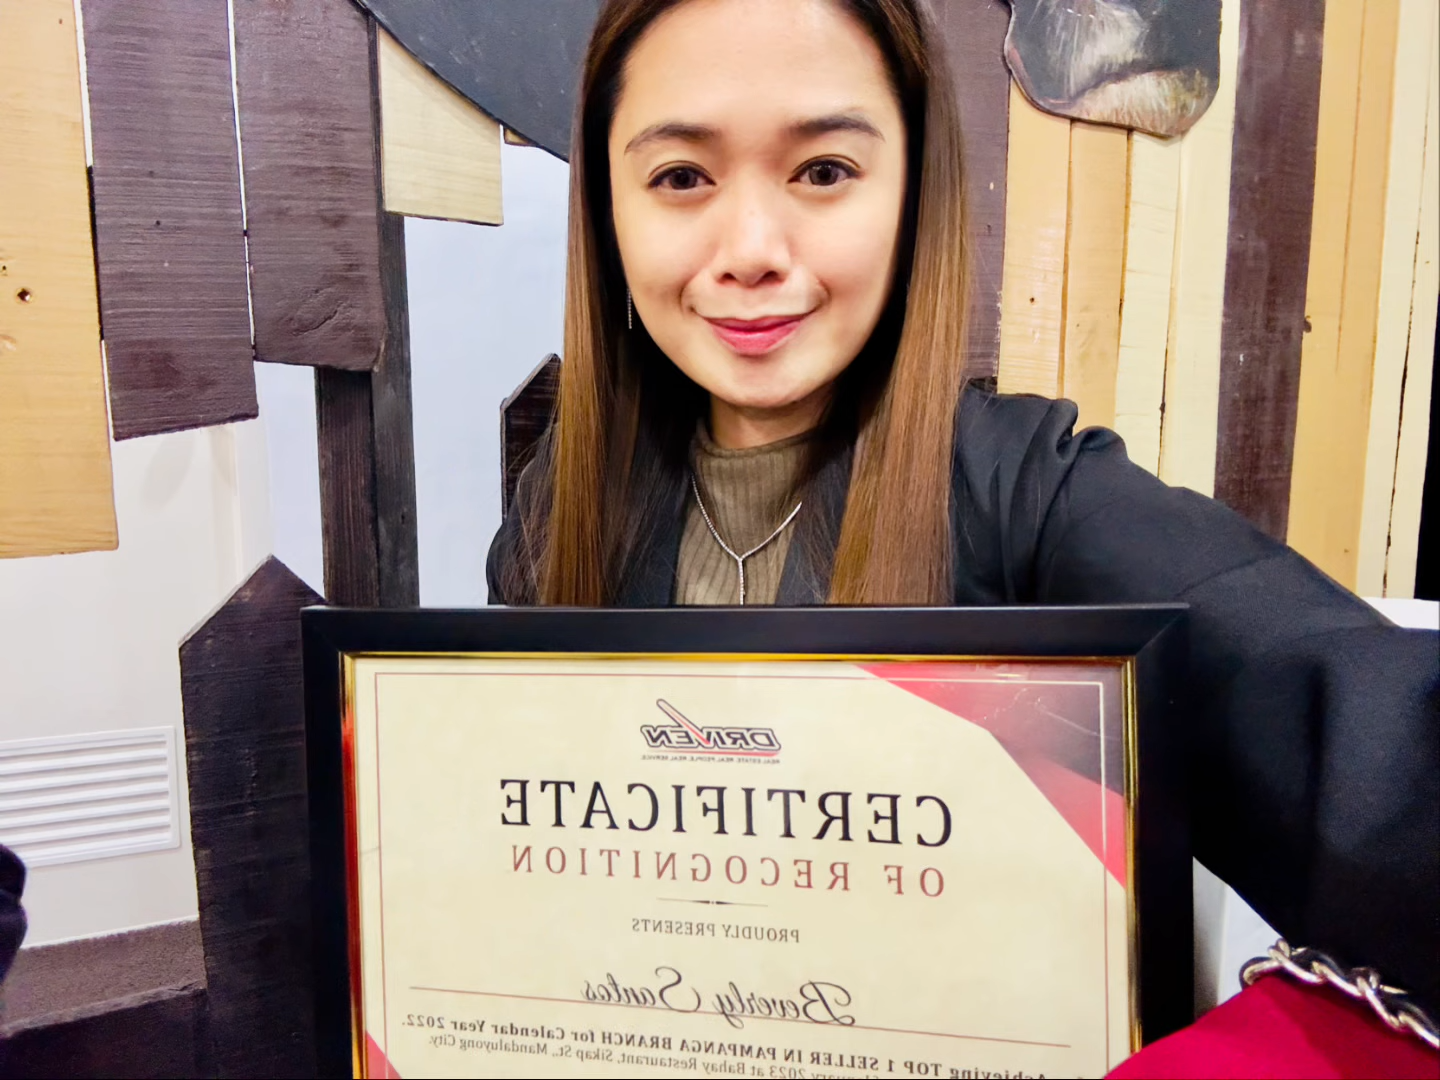 DRIVEN
REAL ESTATE. REAL PEOPLE. REAL SERVICE.
CERTIFICATE
OF RECOGNITION
PROUDLY PRESENTS
Beverly Santos
Achieving TOP 1 SELLER IN PAMPANGA BRANCH for Calendar Year 2022.
January 2023 at Bahay Restaurant, Sikap St., Mandaluyong City.